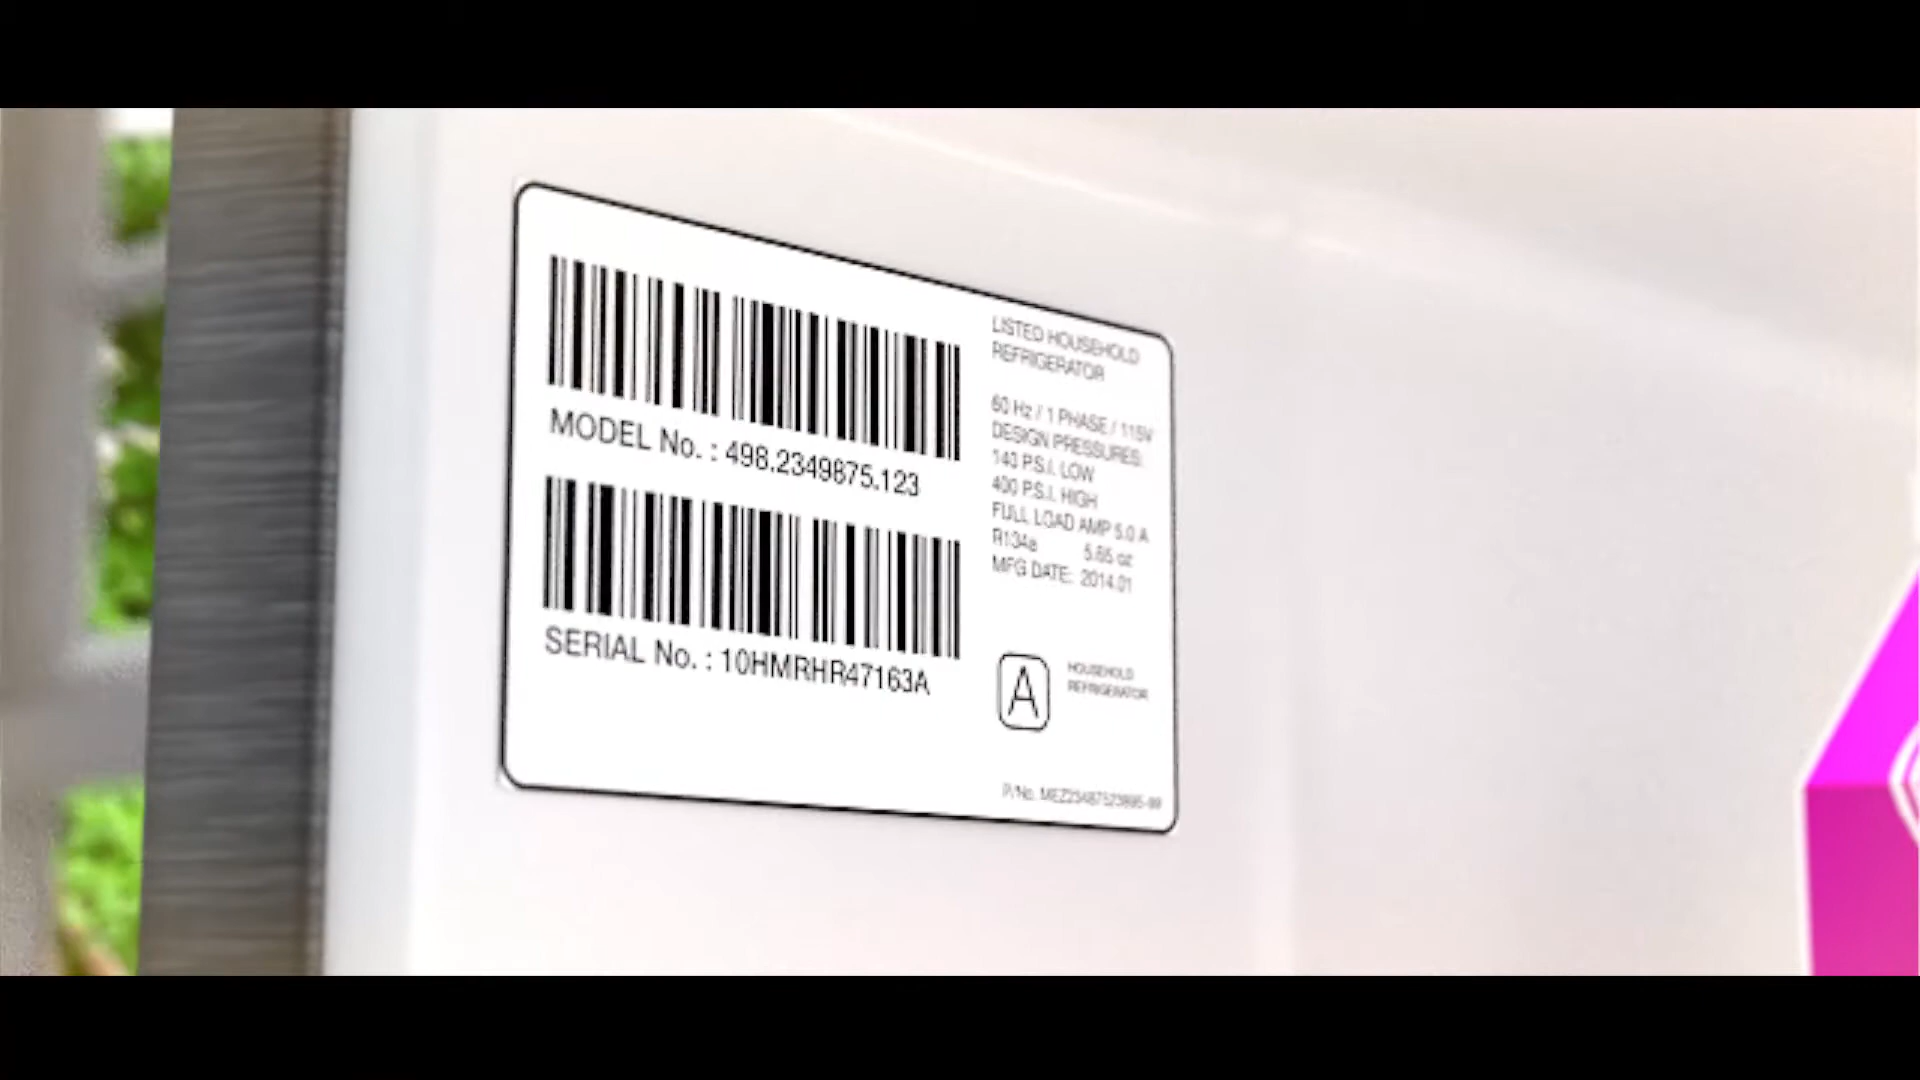 MODEL No. : 498.2349875.123
SERIAL No. : 10HMRHR47163A
LISTED HOUSEHOLD
REFRIGERATOR
60 Hz / 1 PHASE / 115V
DESIGN PRESSURES:
140 P.S.I. LOW
400 P.S.I. HIGH
FULL LOAD AMP 5.0 A
R134a 5.65 oz
MFG DATE: 2014.01
A
HOUSEHOLD
REFRIGERATOR
P/No.